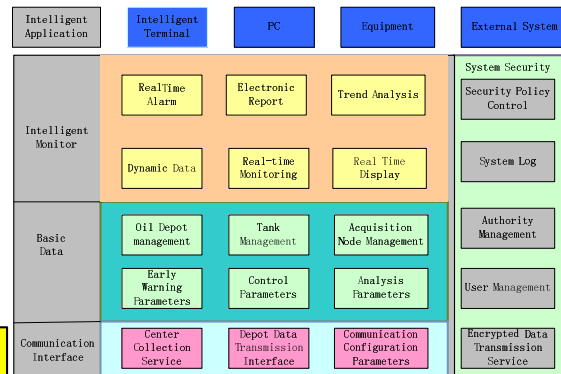 Intelligent
Application
Intelligent
Terminal
PC
Equipment
External System
System Security
Intelligent
Monitor
RealTime
Alarm
Electronic
Report
Trend Analysis
Security Policy
Control
Dynamic Data
Real-time
Monitoring
Real Time
Display
System Log
Basic
Data
Oil Depot
management
Tank
Management
Acquisition
Node Management
Authority
Management
Early
Warning
Parameters
Control
Parameters
Analysis
Parameters
User Management
Communication
Interface
Center
Collection
Service
Depot Data
Transmission
Interface
Communication
Configuration
Parameters
Encrypted Data
Transmission
Service